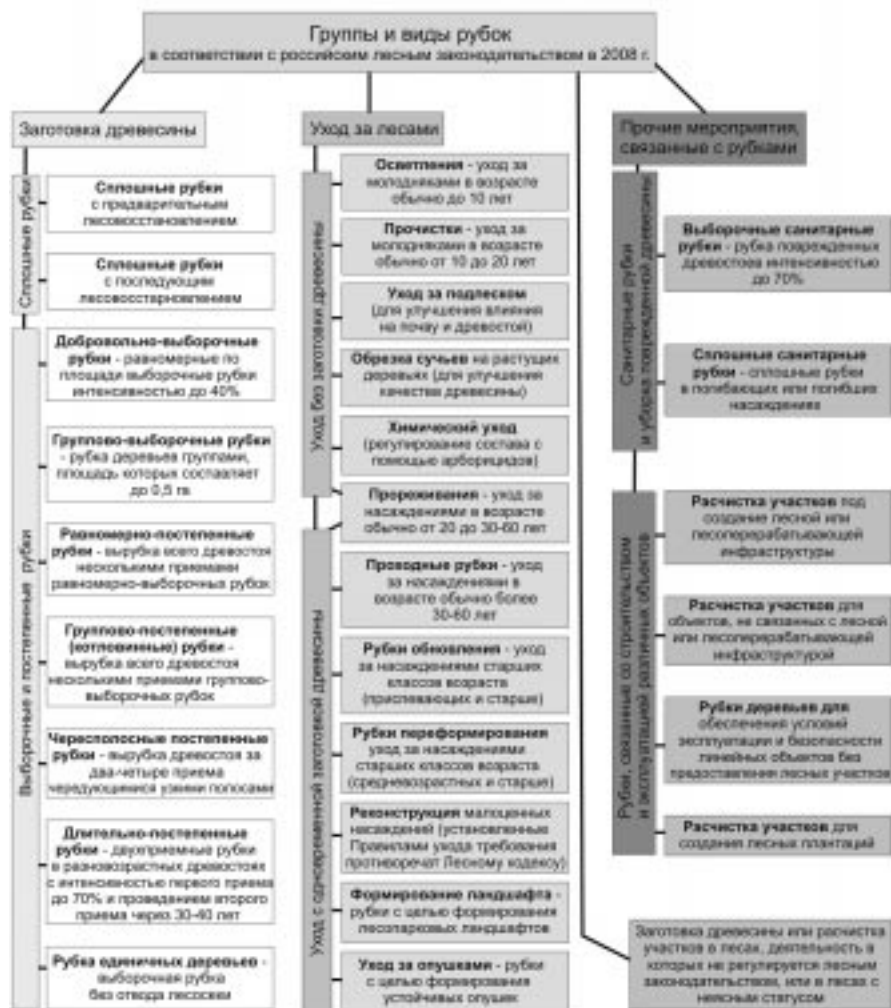 Группы и виды рубок
в соответствии с российским лесным законодательством в 2008 г.
Заготовка древесины
Сплошные рубки
Сплошные рубки
с предварительным
лесовосстановлением
Сплошные рубки
с последующим
лесовосстарновлением
Выборочные и постепенные рубки
Добровольно-выборочные
рубки - равномерные по
площади выборочные рубки
интенсивностью до 40%
Группово-выборочные рубки
- рубка деревьев группами,
площадь которых составляет
до 0,5 га
Равномерно-постепенные
рубки - вырубка всего древостоя
несколькими приемами
равномерно-выборочных рубок
Группово-постепенные
(котловинные) рубки -
вырубка всего древостоя
несколькими приемами группово-
выборочных рубок
Чересполосные постепенные
рубки - вырубка древостоя за
два-четыре приема
чередующимися узкими полосами
Длительно-постепенные
рубки - двухприемные рубки
в разновозрастных древостоях
с интенсивностью первого приема
до 70% и проведением второго
приема через 30-40 лет
Рубка единичных деревьев -
выборочная рубка
без отвода лесосеки
Уход за лесами
Уход без заготовки древесины
Осветления - уход за
молодняками в возрасте
обычно до 10 лет
Прочистки - уход за
молодняками в возрасте
обычно от 10 до 20 лет
Уход за подлеском
(для улучшения влияния
на почву и древостой)
Обрезка сучьев на растущих
деревьях (для улучшения
качества древесины)
Химический уход
(регулирование состава с
помощью арборицидов)
Уход с одновременной заготовкой древесины
Прореживания - уход за
насаждениями в возрасте
обычно от 20 до 30-60 лет
Проходные рубки - уход
за насаждениями в
возрасте обычно более
30-60 лет
Рубки обновления - уход
за насаждениями старших
классов возраста
(приспевающих и старше)
Рубки переформирования
уход за насаждениями
старших классов возраста
(средневозрастных и старше)
Реконструкция малоценных
насаждений (установленные
Правилами ухода требования
противоречат Лесному кодексу)
Формирование ландшафта -
рубки с целью формирования
лесопарковых ландшафтов
Уход за опушками - рубки
с целью формирования
устойчивых опушек
Прочие мероприятия,
связанные с рубками
Санитарные рубки
и уборка поврежденной древесины
Выборочные санитарные
рубки - рубка поврежденных
древостоев интенсивностью
до 70%
Сплошные санитарные
рубки - сплошные рубки
в погибающих или погибших
насаждениях
Рубки, связанные со строительством
и эксплуатацией различных объектов
Расчистка участков под
создание лесной или
лесоперерабатывающей
инфраструктуры
Расчистка участков для
объектов, не связанных с лесной
или лесоперерабатывающей
инфраструктурой
Рубки деревьев для
обеспечения условий
эксплуатации и безопасности
линейных объектов без
предоставления лесных участков
Расчистка участков для
создания лесных плантаций
Заготовка древесины или расчистка
участков в лесах, деятельность в
которых не регулируется лесным
законодательством, или в лесах с
неясным статусом